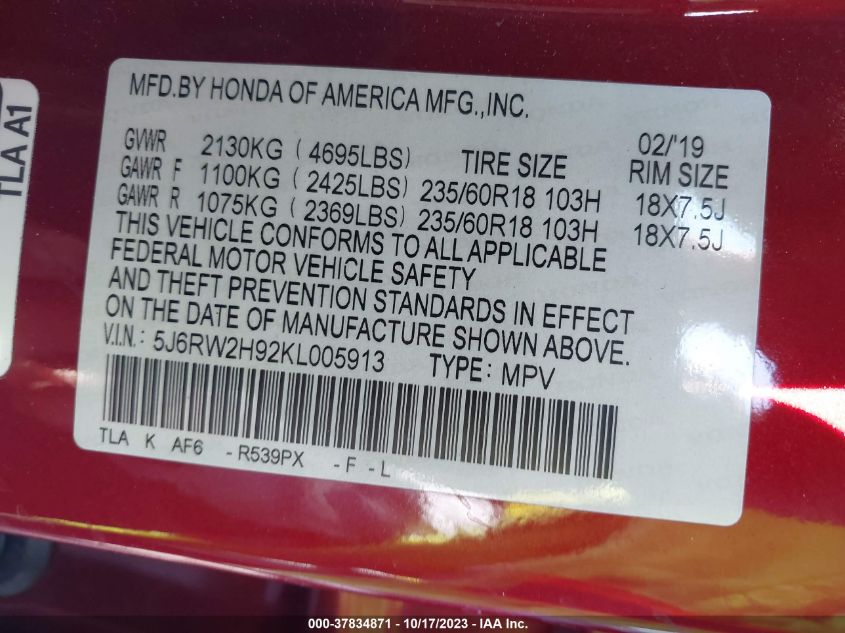 TLA A1
MFD.BY HONDA OF AMERICA MFG.,INC.
02/'19
GVWR 2130KG ( 4695LBS) TIRE SIZE RIM SIZE
GAWR F 1100KG ( 2425LBS) 235/60R18 103H 18X7.5J
GAWR R 1075KG ( 2369LBS) 235/60R18 103H 18X7.5J
THIS VEHICLE CONFORMS TO ALL APPLICABLE
FEDERAL MOTOR VEHICLE SAFETY
AND THEFT PREVENTION STANDARDS IN EFFECT
ON THE DATE OF MANUFACTURE SHOWN ABOVE.
V.I.N.: 5J6RW2H92KL005913 TYPE: MPV
TLA K AF6 - R539PX - F - L
000-37834871 | 10/17/2023 | IAA Inc.